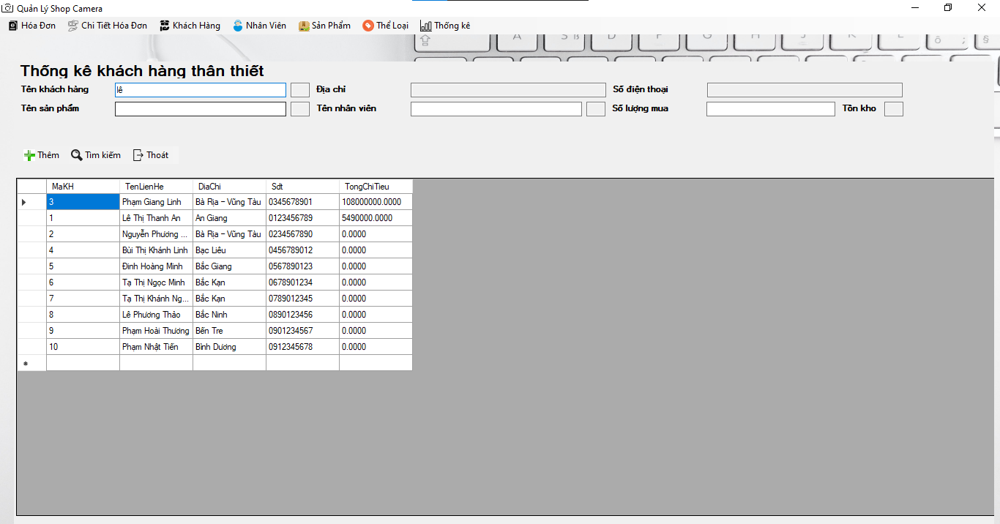 Quản Lý Shop Camera
Hóa Đơn Chi Tiết Hóa Đơn Khách Hàng Nhân Viên Sản Phẩm Thể Loại Thống kê
Thống kê khách hàng thân thiết
Tên khách hàng lê Địa chỉ Số điện thoại
Tên sản phẩm Tên nhân viên Số lượng mua Tồn kho
Thêm Tìm kiếm Thoát
MaKH TenLienHe DiaChi Sdt TongChiTieu
3 Phạm Giang Linh Bà Rịa – Vũng Tàu 0345678901 108000000.0000
1 Lê Thị Thanh An An Giang 0123456789 5490000.0000
2 Nguyễn Phương ... Bà Rịa – Vũng Tàu 0234567890 0.0000
4 Bùi Thị Khánh Linh Bạc Liêu 0456789012 0.0000
5 Đinh Hoàng Minh Bắc Giang 0567890123 0.0000
6 Tạ Thị Ngọc Minh Bắc Kạn 0678901234 0.0000
7 Tạ Thị Khánh Ng... Bắc Kạn 0789012345 0.0000
8 Lê Phương Thảo Bắc Ninh 0890123456 0.0000
9 Phạm Hoài Thương Bến Tre 0901234567 0.0000
10 Phạm Nhật Tiến Bình Dương 0912345678 0.0000